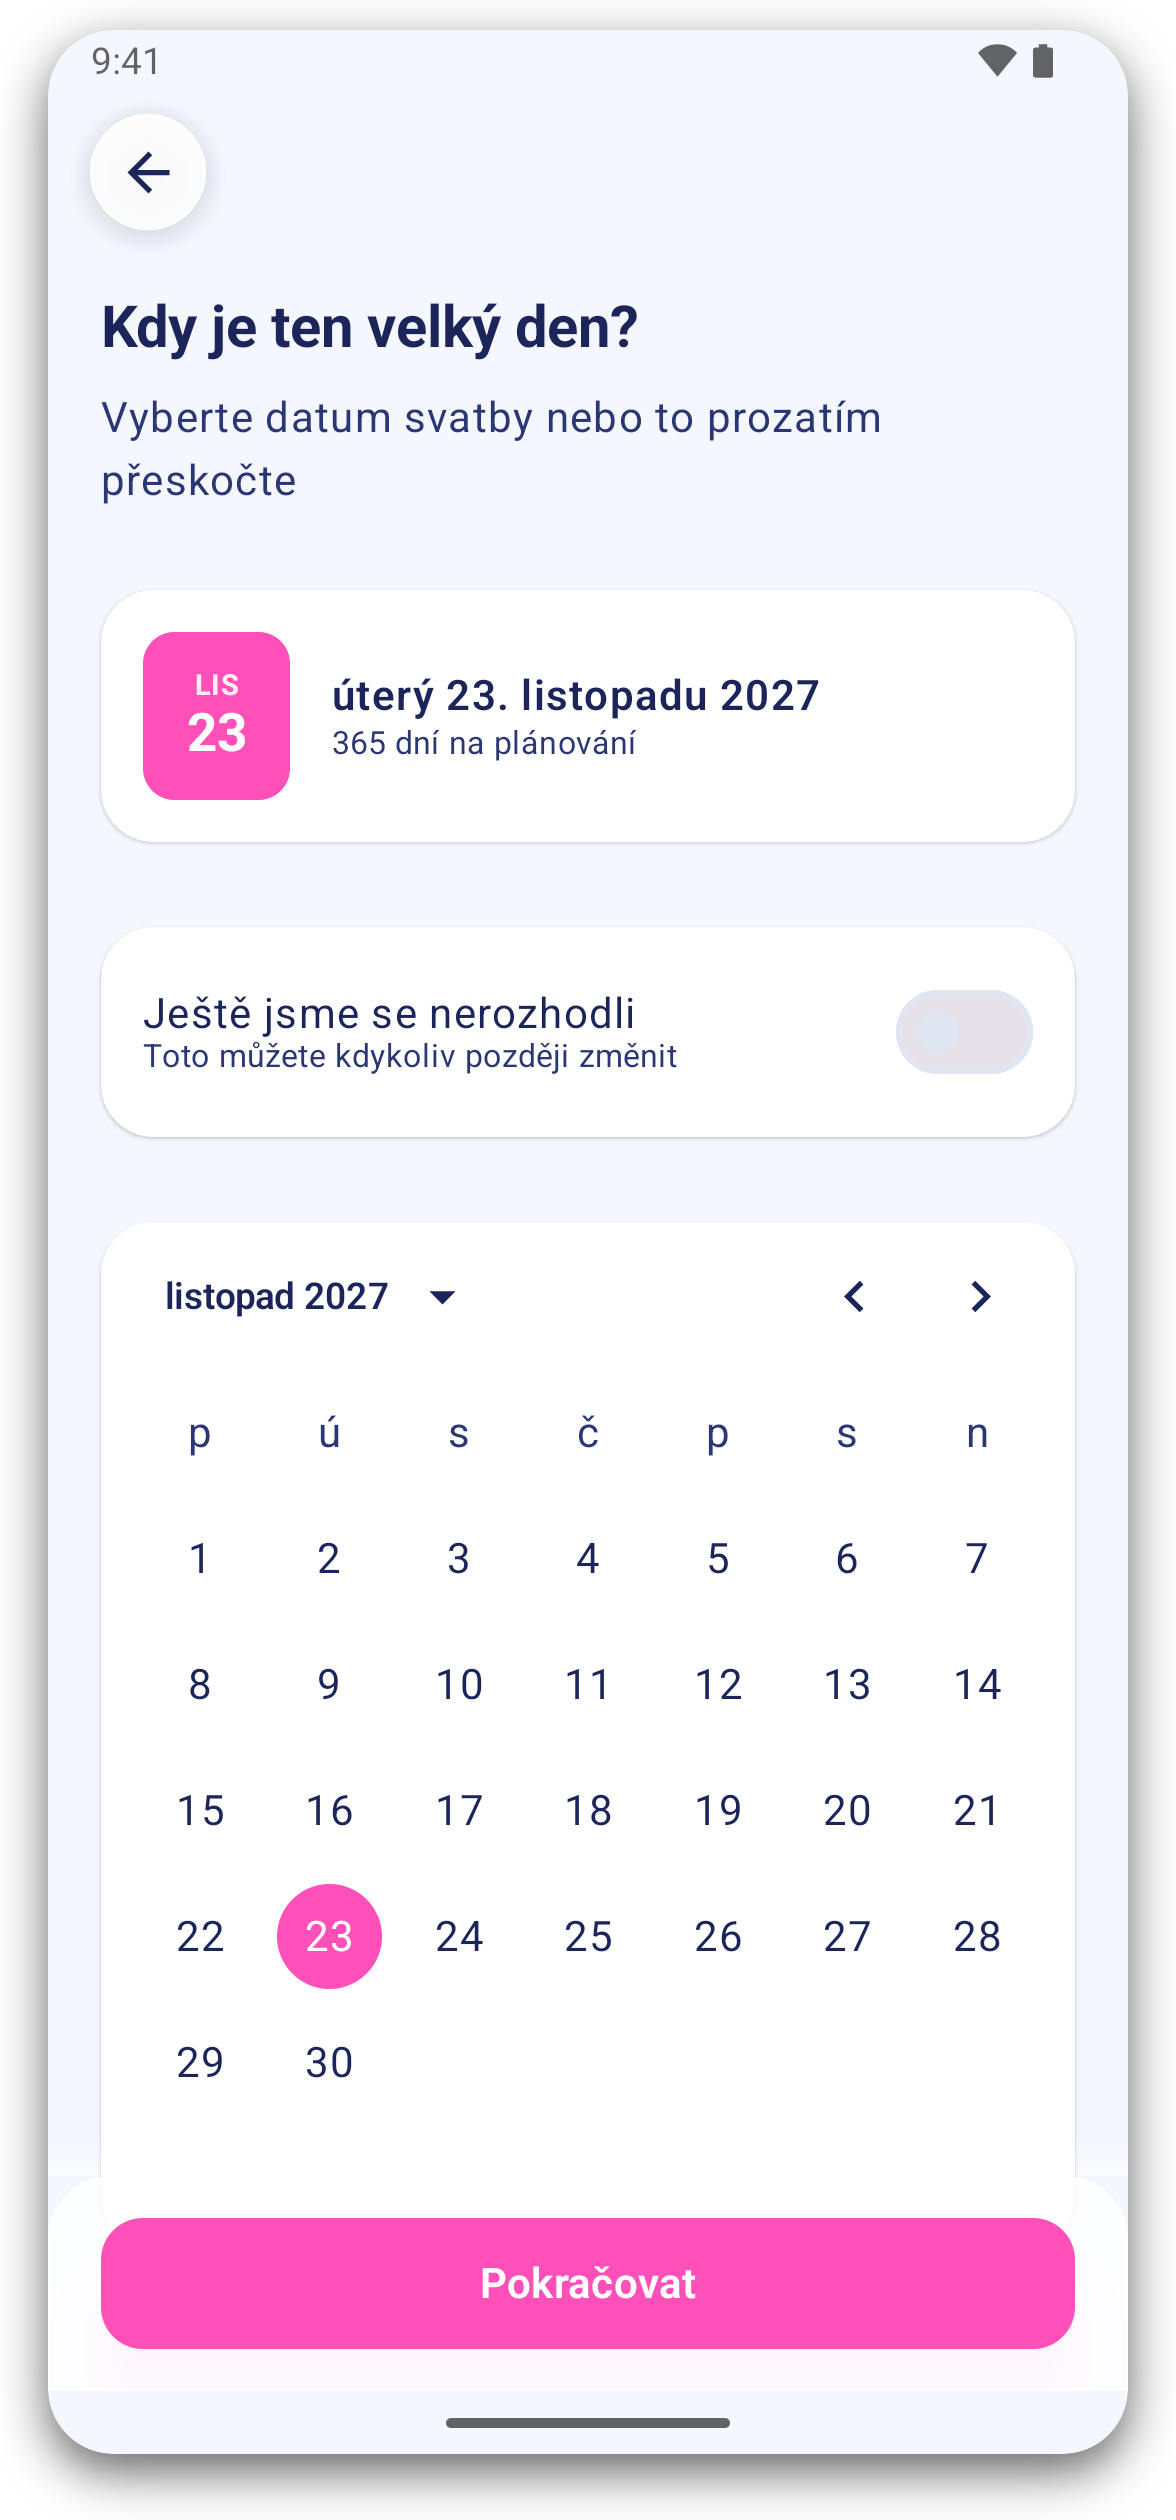 9:41
Kdy je ten velký den?
Vyberte datum svatby nebo to prozatím
přeskočte
LIS
23
úterý 23. listopadu 2027
365 dní na plánování
Ještě jsme se nerozhodli
Toto můžete kdykoliv později změnit
listopad 2027
p ú s č p s n
1 2 3 4 5 6 7
8 9 10 11 12 13 14
15 16 17 18 19 20 21
22 23 24 25 26 27 28
29 30
Pokračovat